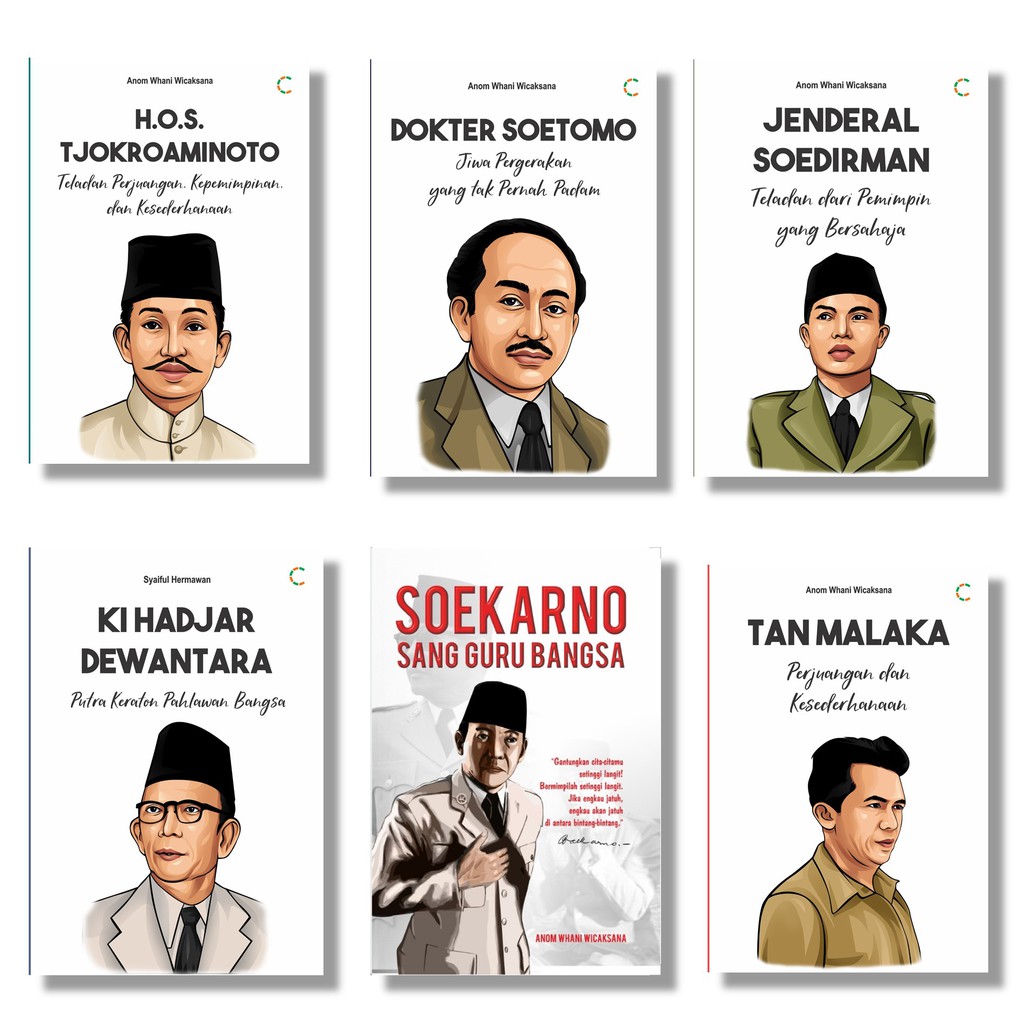 Anom Whani Wicaksana
H.O.S.
TJOKROAMINOTO
Teladan Perjuangan, Kepemimpinan,
dan Kesederhanaan
Anom Whani Wicaksana
DOKTER SOETOMO
Jiwa Pergerakan
yang tak Pernah Padam
Anom Whani Wicaksana
JENDERAL
SOEDIRMAN
Teladan dari Pemimpin
yang Bersahaja
Syaiful Hermawan
KI HADJAR
DEWANTARA
Putra Keraton Pahlawan Bangsa
SOEKARNO
SANG GURU BANGSA
"Gantungkan cita-citamu
setinggi langit!
Bermimpilah setinggi langit.
Jika engkau jatuh,
engkau akan jatuh
di antara bintang-bintang."
Soekarno.—
ANOM WHANI WICAKSANA
Anom Whani Wicaksana
TAN MALAKA
Perjuangan dan
Kesederhanaan